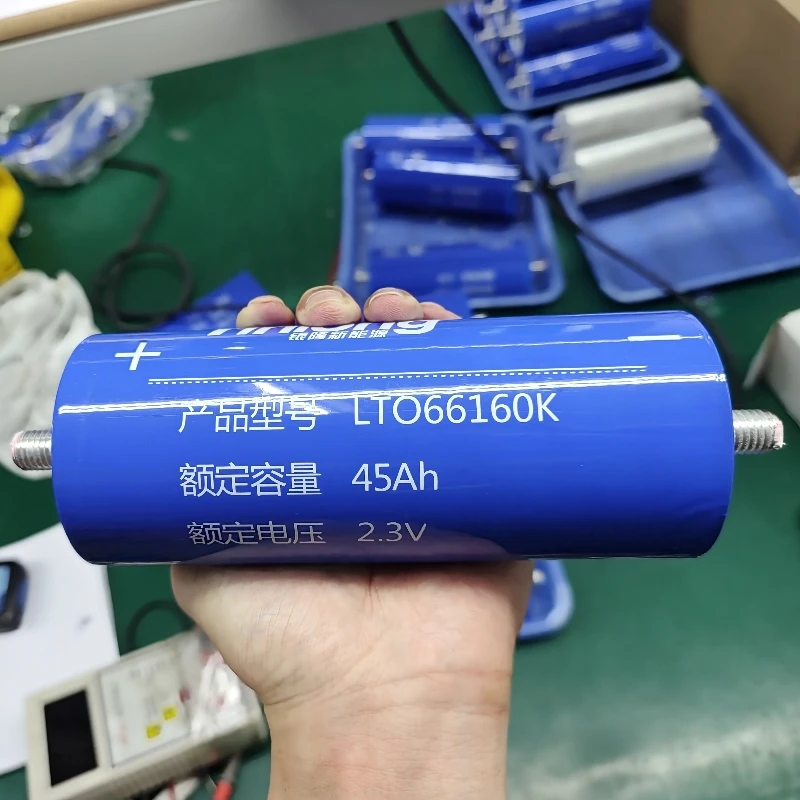 Yinlong
银隆新能源
+ −
产品型号 LTO66160K
额定容量 45Ah
额定电压 2.3V